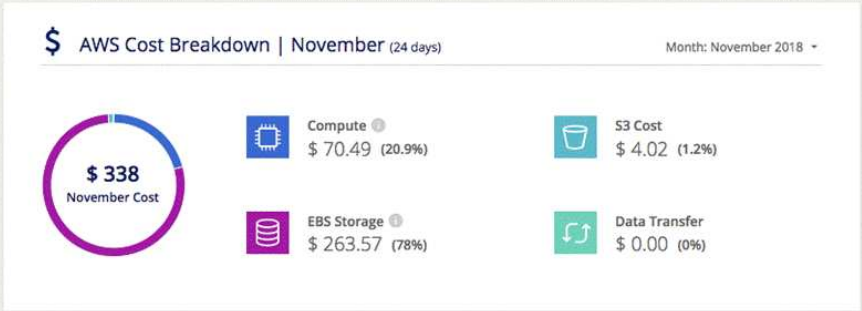 $ AWS Cost Breakdown | November (24 days)
Month: November 2018
$ 338
November Cost
Compute
$ 70.49 (20.9%)
S3 Cost
$ 4.02 (1.2%)
EBS Storage
$ 263.57 (78%)
Data Transfer
$ 0.00 (0%)